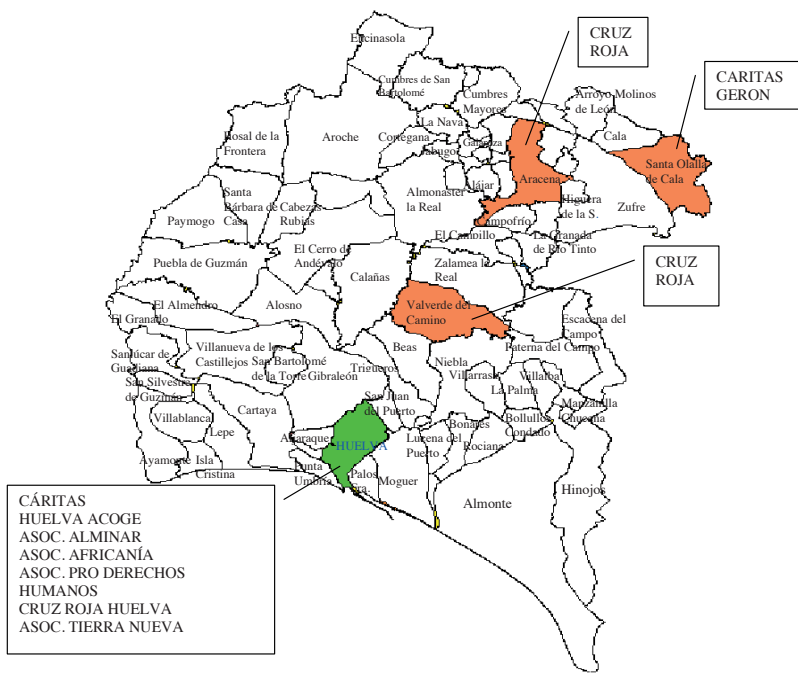 CRUZ
ROJA
CARITAS
GERON
Encinasola
Cumbres de San
Bartolomé
Cumbres
Mayores
Arroyo Molinos
de León
La Nava
Cala
Rosal de la
Frontera
Aroche
Cortegana
Jabugo
Galaroza
Santa Olalla
de Cala
Alájar
Aracena
Santa
Bárbara de
Casa
Cabezas
Rubias
Almonaster
la Real
Higuera
de la S.
Zufre
Paymogo
Campofrío
El Campillo
La Granada
de Río Tinto
El Cerro de
Andévalo
Puebla de Guzmán
Calañas
Zalamea la
Real
CRUZ
ROJA
El Almendro
Alosno
Valverde del
Camino
El Granado
Escacena del
Campo
Sanlúcar de
Guadiana
Villanueva de los
Castillejos
San Bartolomé
de la Torre
Gibraleón
Trigueros
Beas
Niebla
Paterna del Campo
Villarrasa
Villalba
La Palma
San Silvestre
de Guzmán
San Juan
del Puerto
Manzanilla
Chucena
Villablanca
Cartaya
Lepe
Bonares
Bollullos
Condado
Aljaraque
HUELVA
Lucena del
Puerto
Rociana
Ayamonte
Isla
Cristina
Punta
Umbría
Palos
Fra.
Moguer
Almonte
Hinojos
CÁRITAS
HUELVA ACOGE
ASOC. ALMINAR
ASOC. AFRICANÍA
ASOC. PRO DERECHOS
HUMANOS
CRUZ ROJA HUELVA
ASOC. TIERRA NUEVA